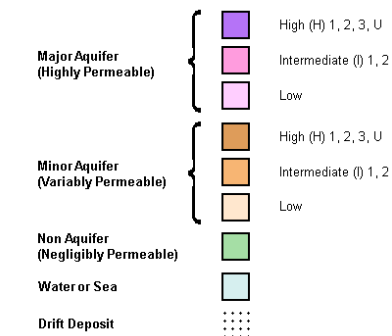 Major Aquifer
(Highly Permeable)
High (H) 1, 2, 3, U
Intermediate (I) 1, 2
Low
Minor Aquifer
(Variably Permeable)
High (H) 1, 2, 3, U
Intermediate (I) 1, 2
Low
Non Aquifer
(Negligibly Permeable)
Water or Sea
Drift Deposit